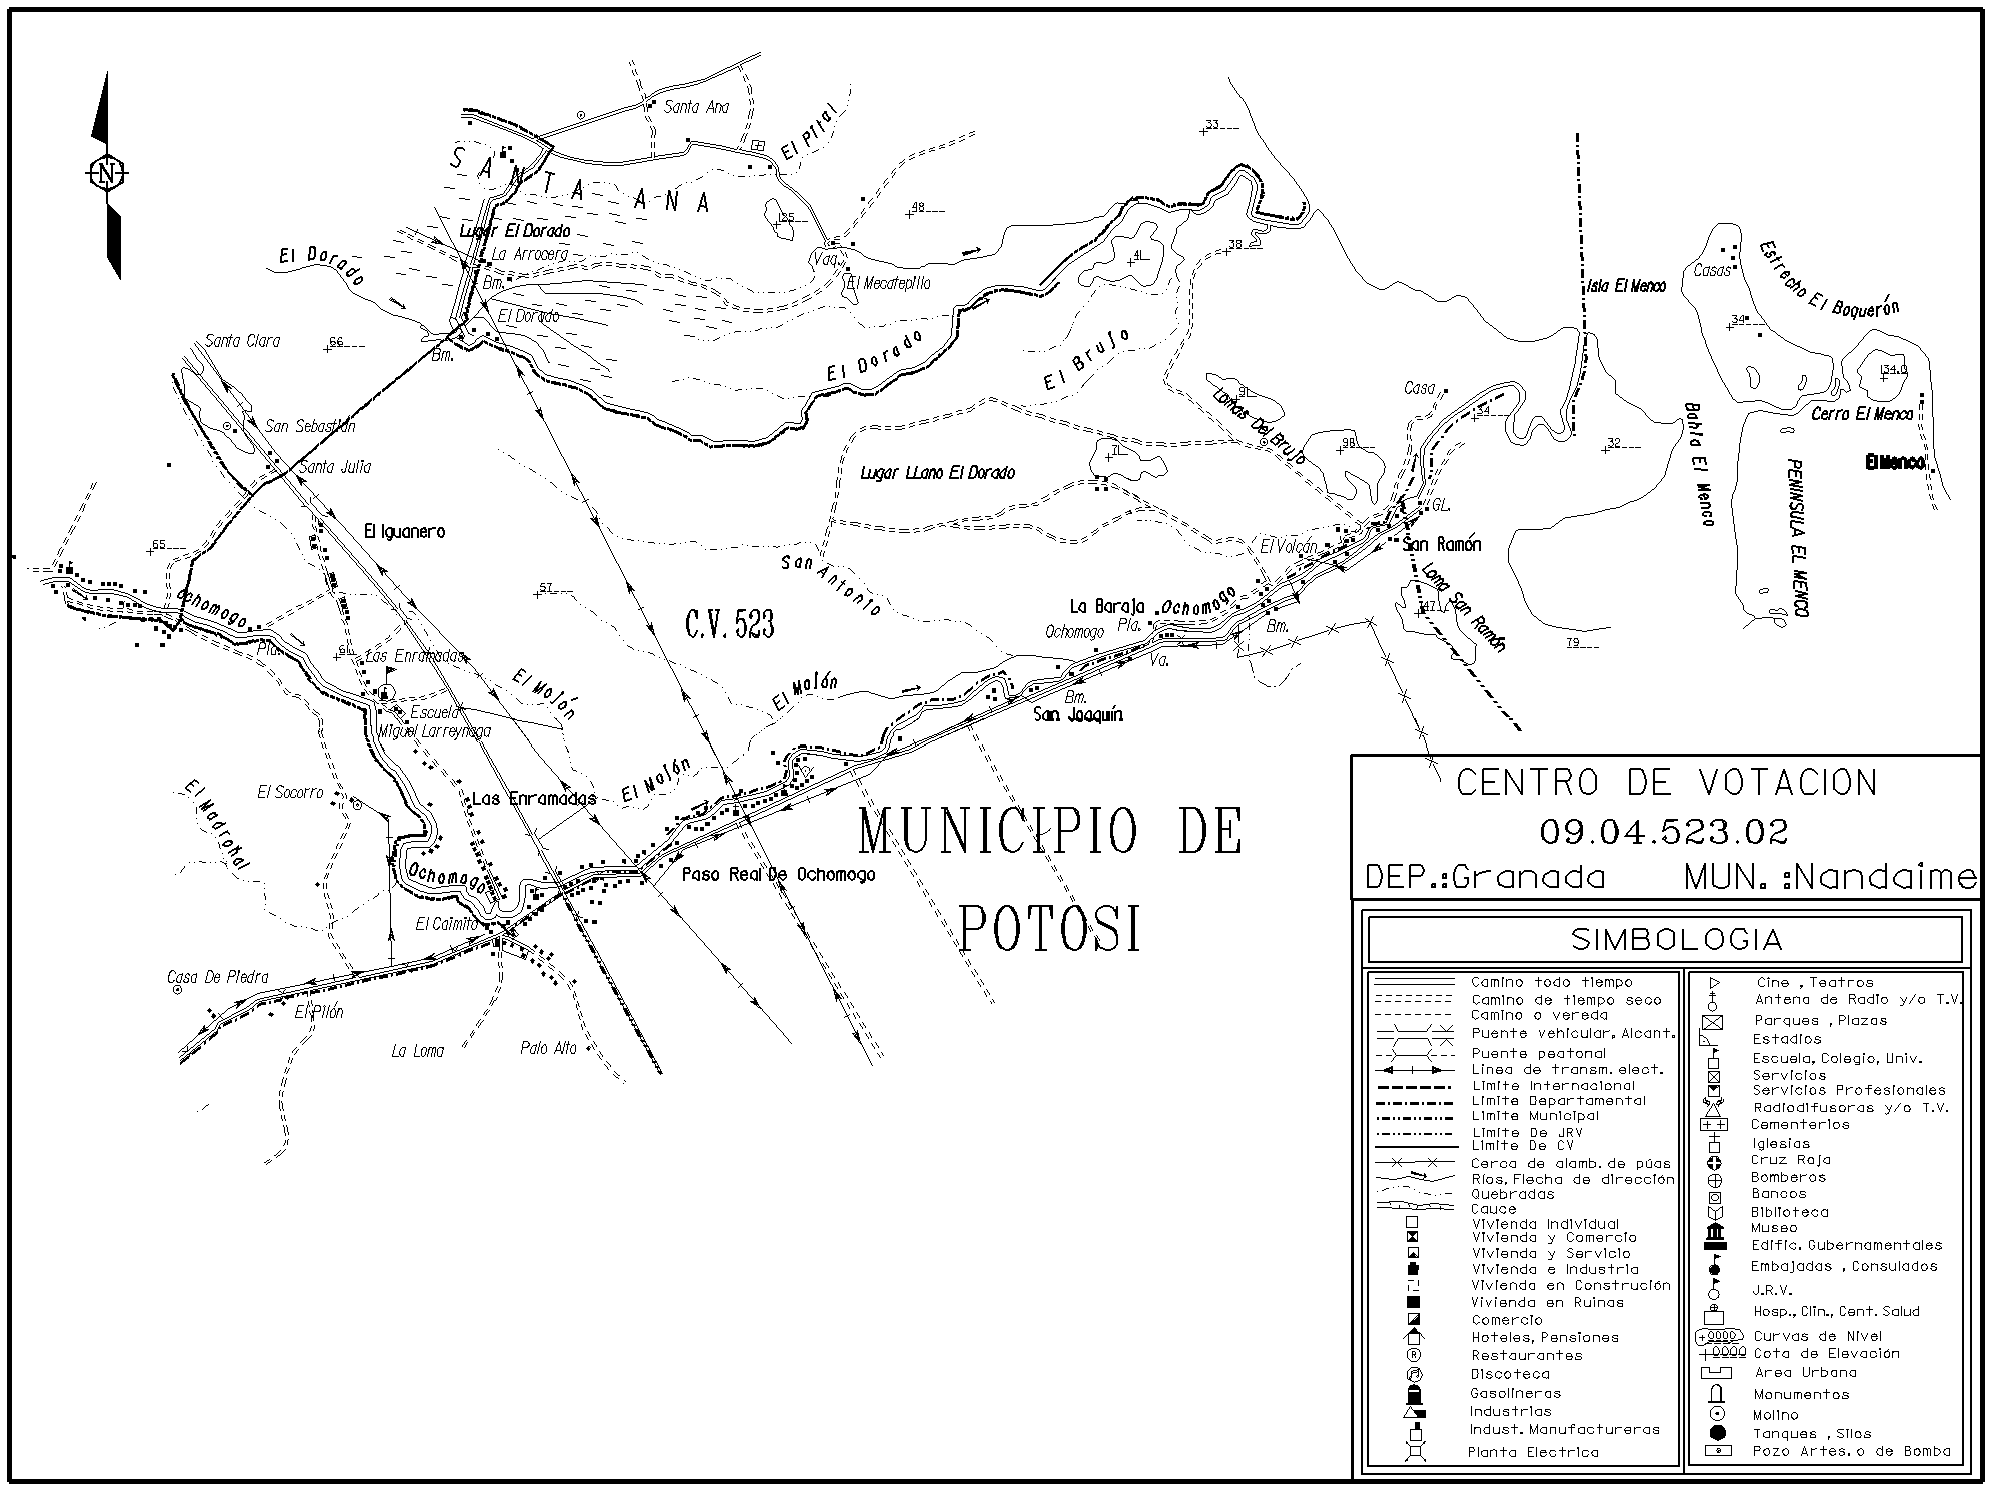 Santa Ana
El Pital
33
SANTA ANA
N
25
48
Lugar El Dorado
El Dorado
La Arrocera
Vaq.
38
41
Bm.
El Mecatepillo
Isla El Menco
Casas
Estrecho El Boquerón
El Dorado
34
Santa Clara
66
Bm.
El Dorado
El Brujo
34.0
Casa
Lomas Del Brujo
34
Cerro El Menco
San Sebastián
98
32
Bahía El Menco
Santa Julia
Lugar LLano El Dorado
71
El Menco
PENINSULA EL MENCO
El Iguanero
GL.
65
El Volcán
San Ramón
San Antonio
57
Loma San Ramón
Ochomogo
La Baraja
Ochomogo
47
C.V. 523
Pla.
Ochomogo
Bm.
Pla.
61
Las Enramadas
Va.
79
El Mojón
El Mojón
Bm.
Escuela
San Joaquín
Miguel Larreynaga
El Mojón
El Socorro
El Madroñal
Las Enramadas
MUNICIPIO DE
POTOSI
Paso Real De Ochomogo
Ochomogo
El Caimito
Casa De Piedra
El Pilón
La Loma
Palo Alto
CENTRO DE VOTACION
09.04.523.02
DEP.:Granada MUN. :Nandaime
SIMBOLOGIA
Camino todo tiempo
Camino de tiempo seco
Camino o vereda
Puente vehicular, Alcant.
Puente peatonal
Linea de transm. elect.
Limite Internacional
Limite Departamental
Limite Municipal
Limite De JRV
Limite De CV
Cerca de alamb. de púas
Ríos, Flecha de dirección
Quebradas
Cauce
Vivienda Individual
Vivienda y Comercio
Vivienda y Servicio
Vivienda e Industria
Vivienda en Construción
Vivienda en Ruinas
Comercio
Hoteles, Pensiones
R
Restaurantes
Discoteca
Gasolineras
Industrias
Indust. Manufactureras
Planta Electrica
Cine , Teatros
Antena de Radio y/o T.V.
Parques , Plazas
Estadios
Escuela, Colegio, Univ.
Servicios
Servicios Profesionales
Radiodifusoras y/o T.V.
Cementerios
Iglesias
Cruz Roja
Bomberos
Bancos
Biblioteca
Museo
Edific. Gubernamentales
Embajadas , Consulados
J.R.V.
Hosp., Clin., Cent. Salud
0000
Curvas de Nivel
0000
Cota de Elevación
Area Urbana
Monumentos
Molino
Tanques , Silos
Pozo Artes. o de Bomba